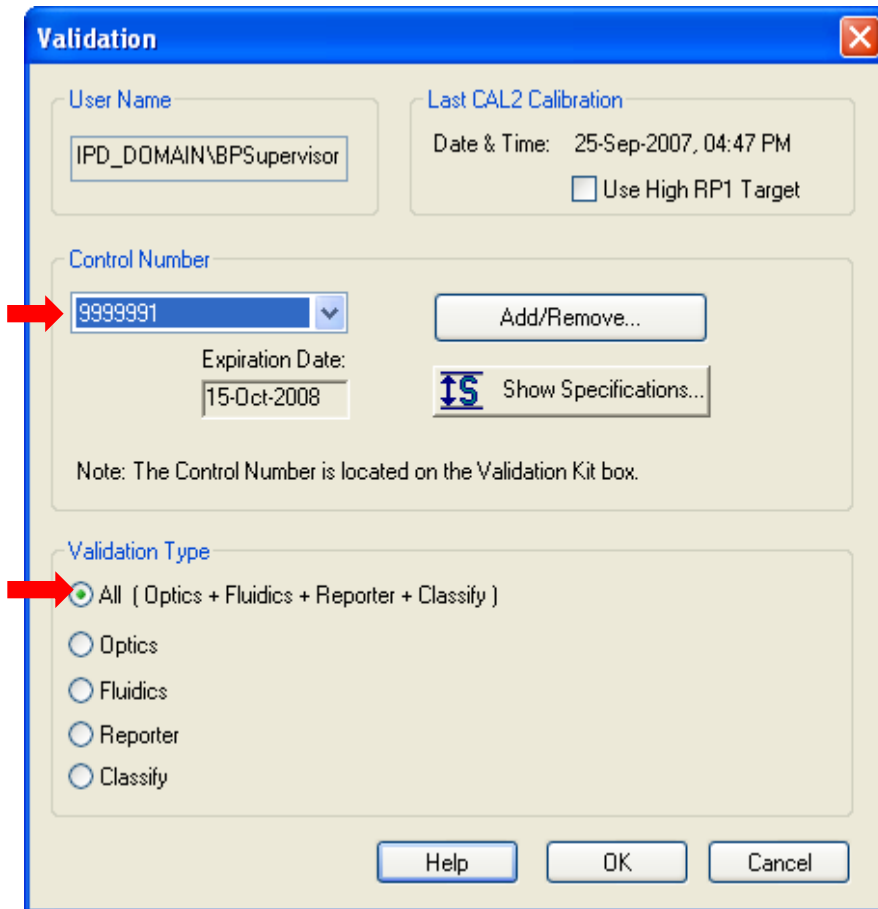 Validation
User Name
IPD_DOMAIN\BPSupervisor
Last CAL2 Calibration
Date & Time: 25-Sep-2007, 04:47 PM
Use High RP1 Target
Control Number
9999991
Add/Remove...
Expiration Date:
15-Oct-2008
S Show Specifications...
Note: The Control Number is located on the Validation Kit box.
Validation Type
All ( Optics + Fluidics + Reporter + Classify )
Optics
Fluidics
Reporter
Classify
Help OK Cancel